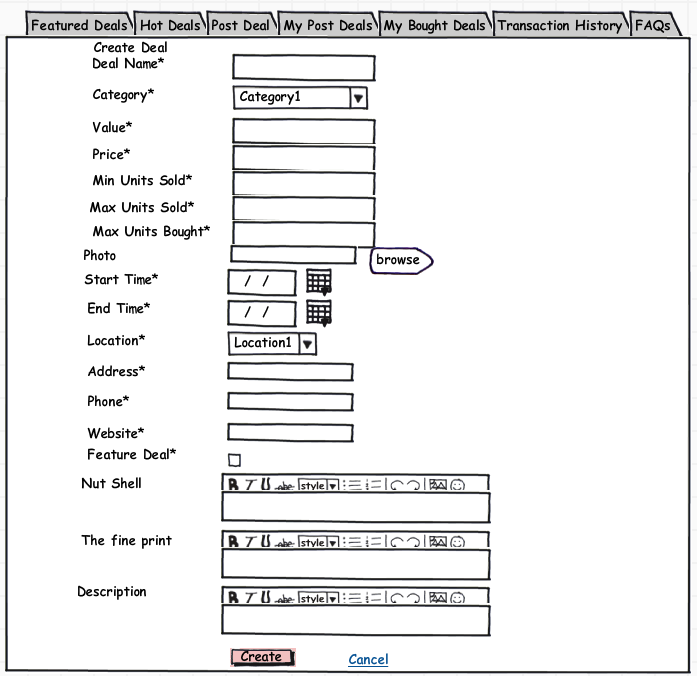 Featured Deals Hot Deals Post Deal My Post Deals My Bought Deals Transaction History FAQs
Create Deal
Deal Name*
Category* Category1
Value*
Price*
Min Units Sold*
Max Units Sold*
Max Units Bought*
Photo browse
Start Time* / /
End Time* / /
Location* Location1
Address*
Phone*
Website*
Feature Deal*
Nut Shell B T U abc style
The fine print B T U abc style
Description B T U abc style
Create Cancel